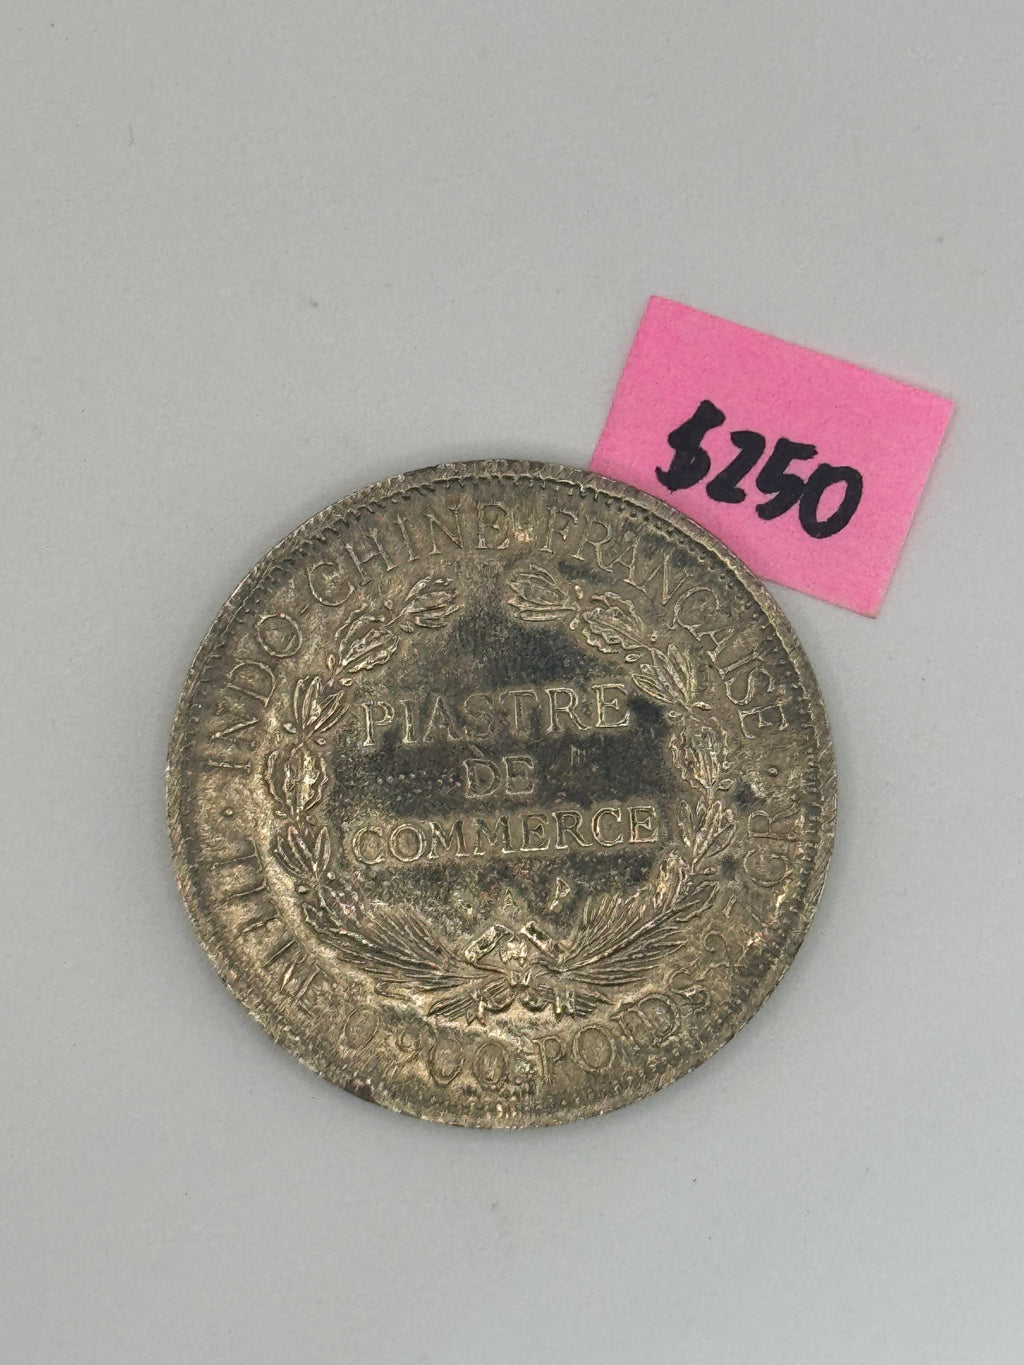 $250
INDO-CHINE FRANÇAISE
PIASTRE
DE
COMMERCE
A
TITRE 0,900. POIDS 27 GR.